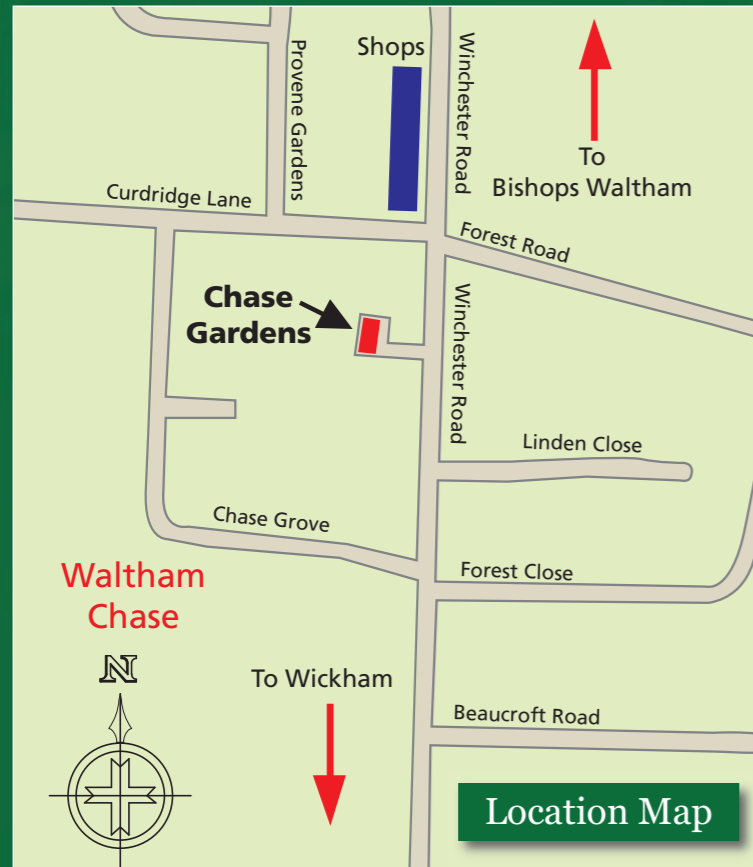 Shops
Provene Gardens
Winchester Road
To
Bishops Waltham
Curdridge Lane
Forest Road
Chase
Gardens
Winchester Road
Linden Close
Chase Grove
Forest Close
Waltham
Chase
N
To Wickham
Beaucroft Road
Location Map